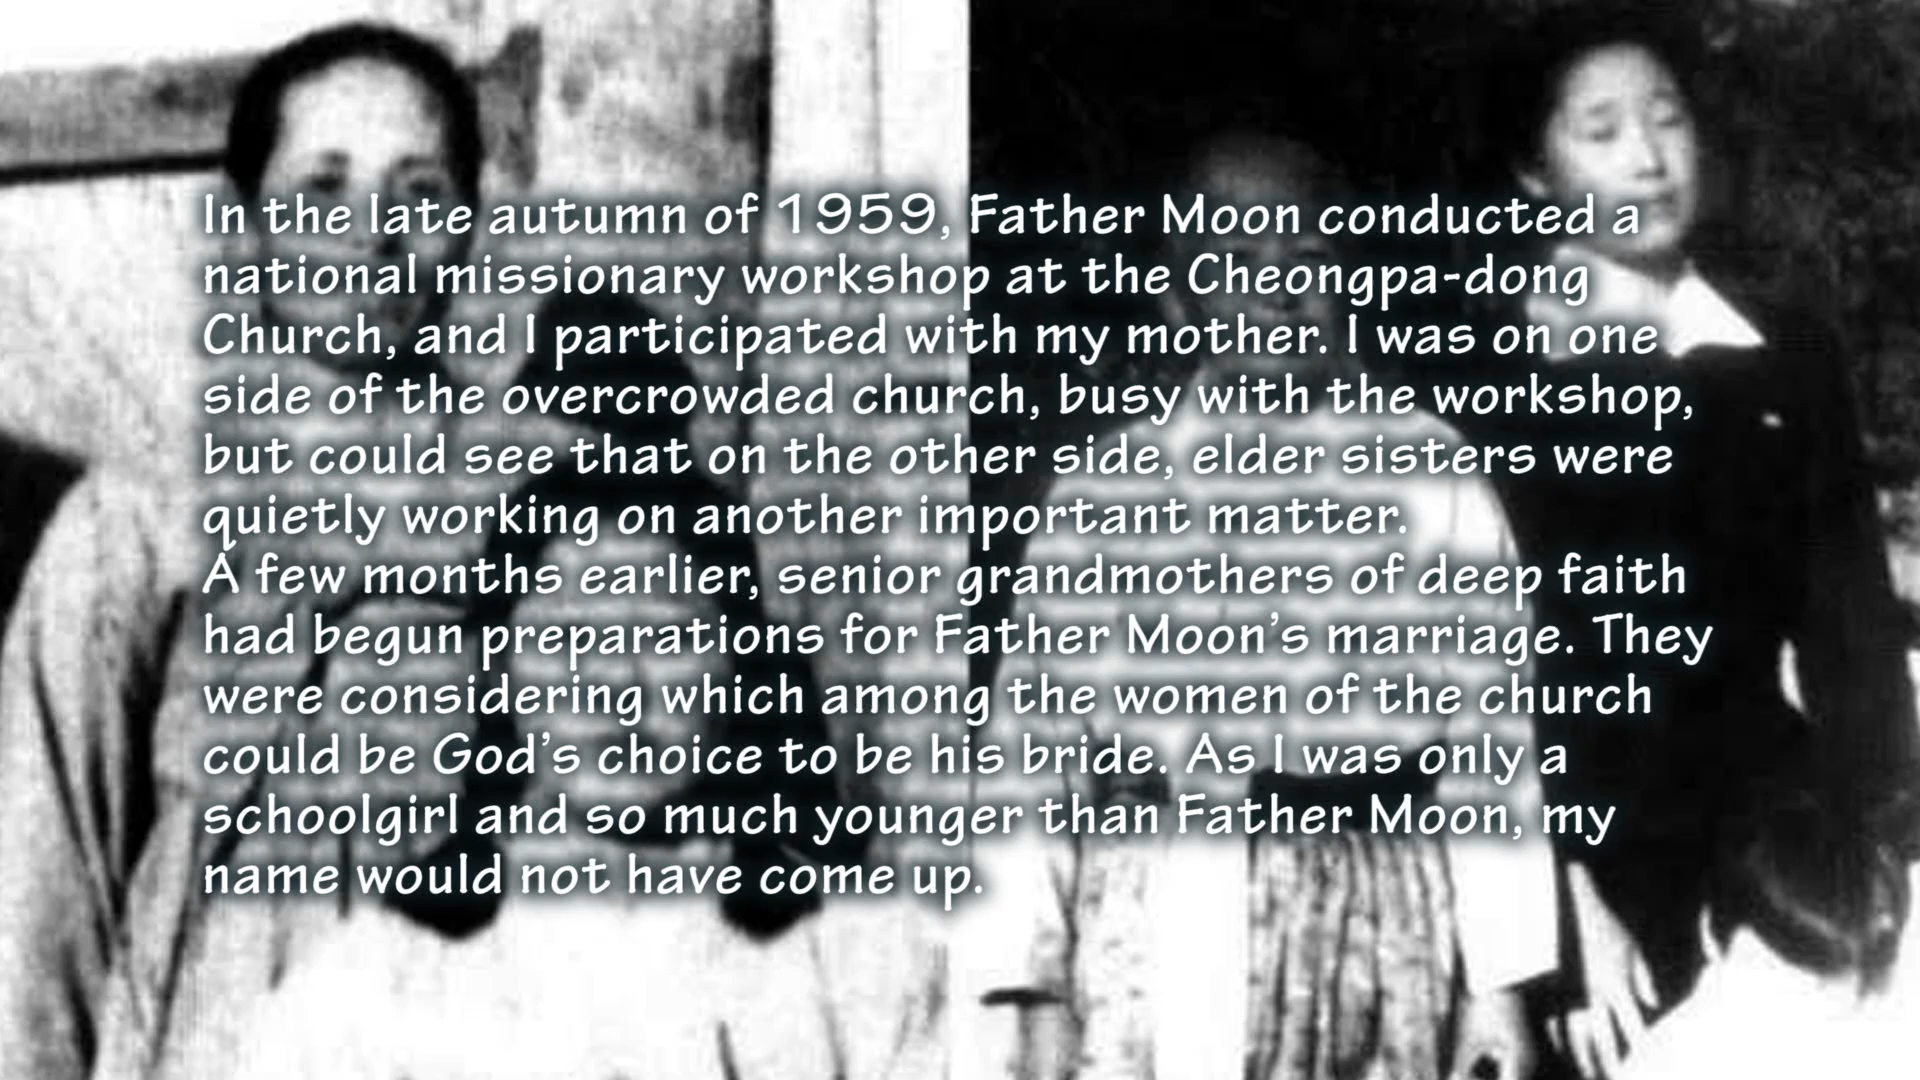 In the late autumn of 1959, Father Moon conducted a
national missionary workshop at the Cheongpa-dong
Church, and I participated with my mother. I was on one
side of the overcrowded church, busy with the workshop,
but could see that on the other side, elder sisters were
quietly working on another important matter.
A few months earlier, senior grandmothers of deep faith
had begun preparations for Father Moon’s marriage. They
were considering which among the women of the church
could be God’s choice to be his bride. As I was only a
schoolgirl and so much younger than Father Moon, my
name would not have come up.